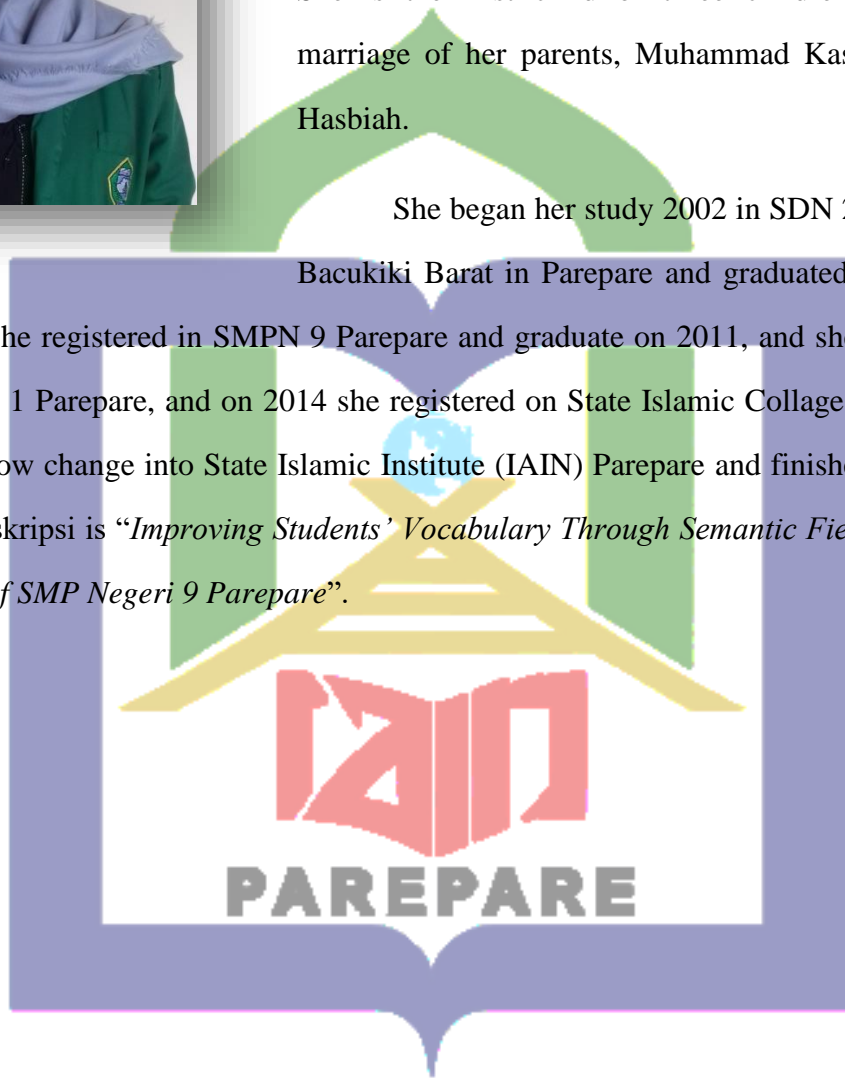 marriage of her parents, Muhammad Kas
Hasbiah.
She began her study 2002 in SDN 2
Bacukiki Barat in Parepare and graduated
he registered in SMPN 9 Parepare and graduate on 2011, and she
1 Parepare, and on 2014 she registered on State Islamic Collage
ow change into State Islamic Institute (IAIN) Parepare and finishe
skripsi is “Improving Students’ Vocabulary Through Semantic Fie
f SMP Negeri 9 Parepare”.
IAIN
PAREPARE